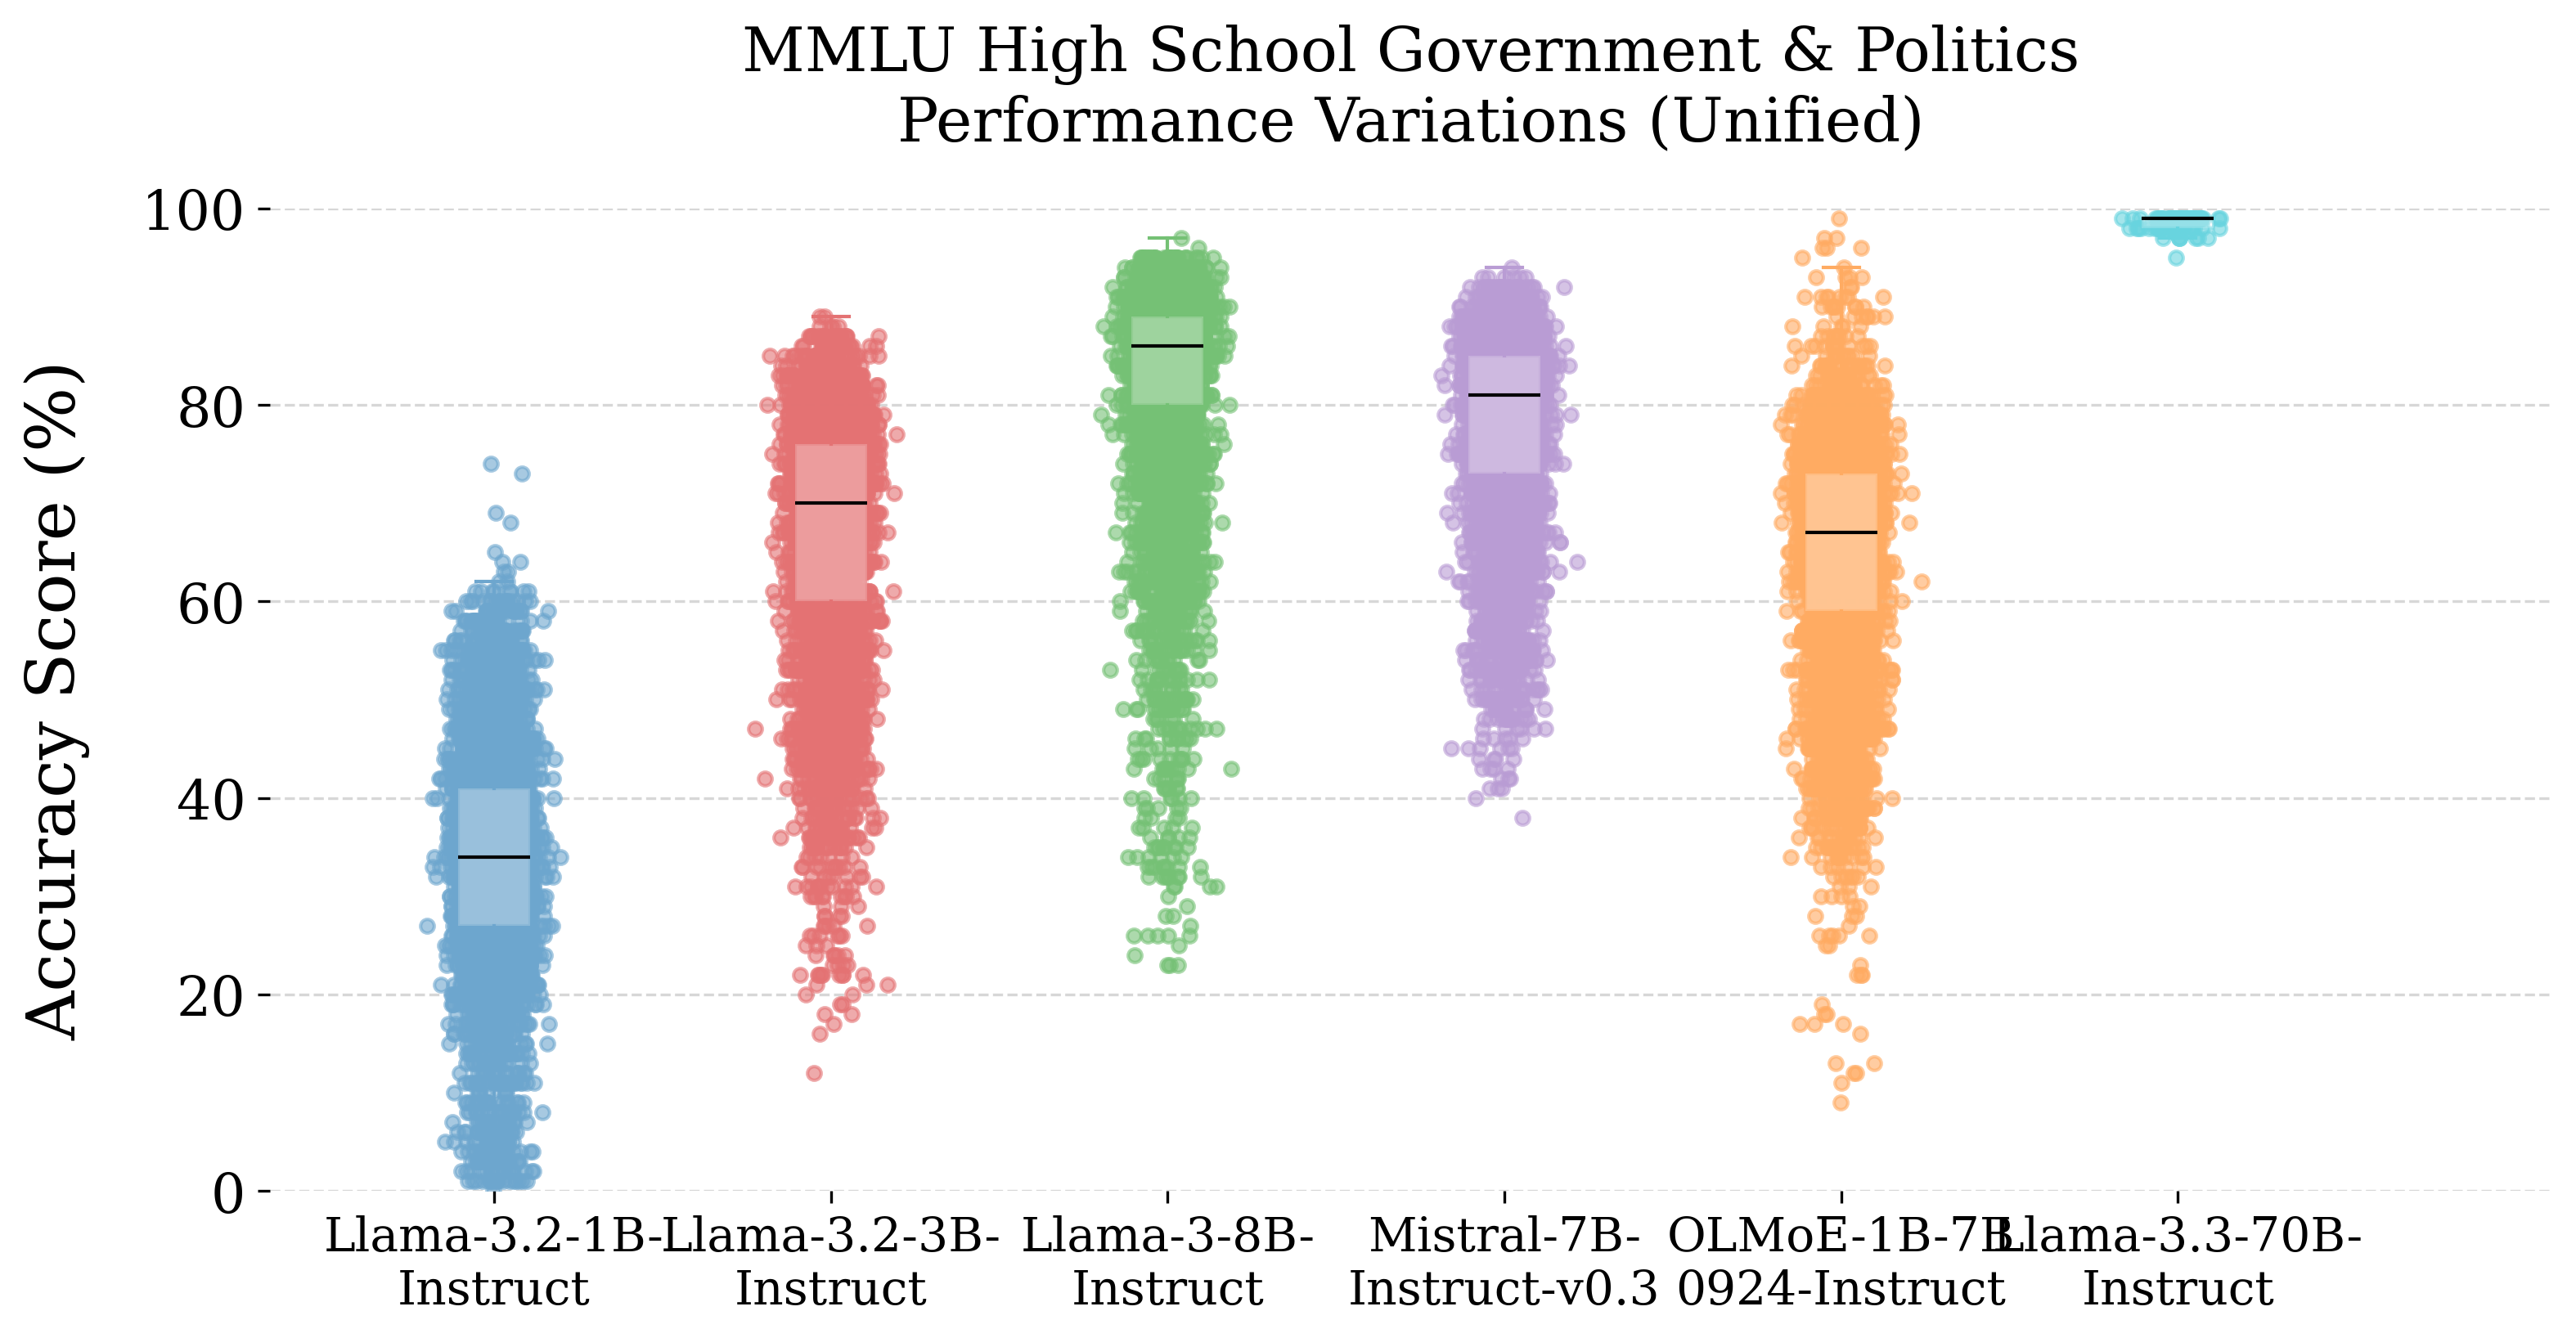 MMLU High School Government & Politics
Performance Variations (Unified)
Accuracy Score (%)
100
80
60
40
20
0
Llama-3.2-1B-
Instruct
Llama-3.2-3B-
Instruct
Llama-3-8B-
Instruct
Mistral-7B-
Instruct-v0.3
OLMoE-1B-7B
0924-Instruct
Llama-3.3-70B-
Instruct